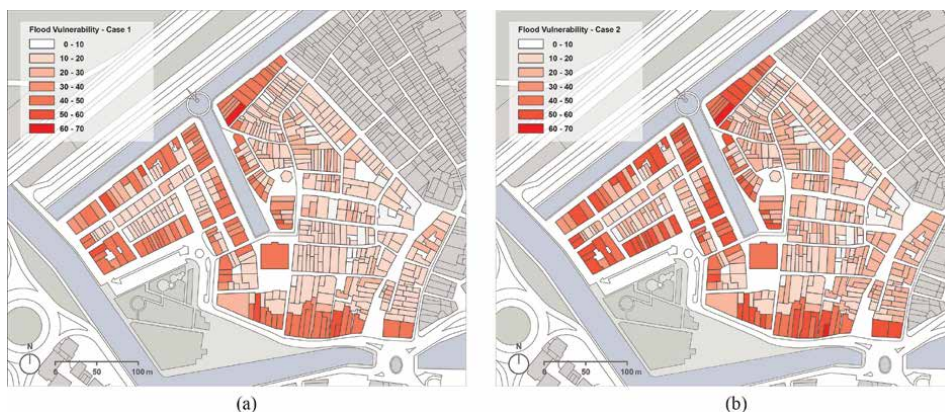 Flood Vulnerability - Case 1
0 - 10
10 - 20
20 - 30
30 - 40
40 - 50
50 - 60
60 - 70
N
0 50 100 m
(a)
Flood Vulnerability - Case 2
0 - 10
10 - 20
20 - 30
30 - 40
40 - 50
50 - 60
60 - 70
N
0 50 100 m
(b)